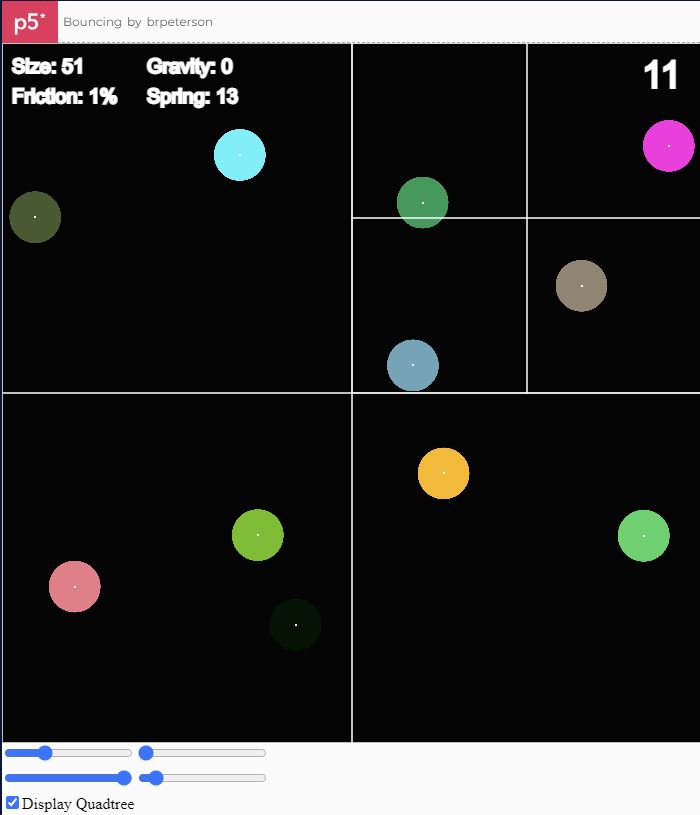 p5* Bouncing by brpeterson
Size: 51 Gravity: 0 11
Friction: 1% Spring: 13
Display Quadtree